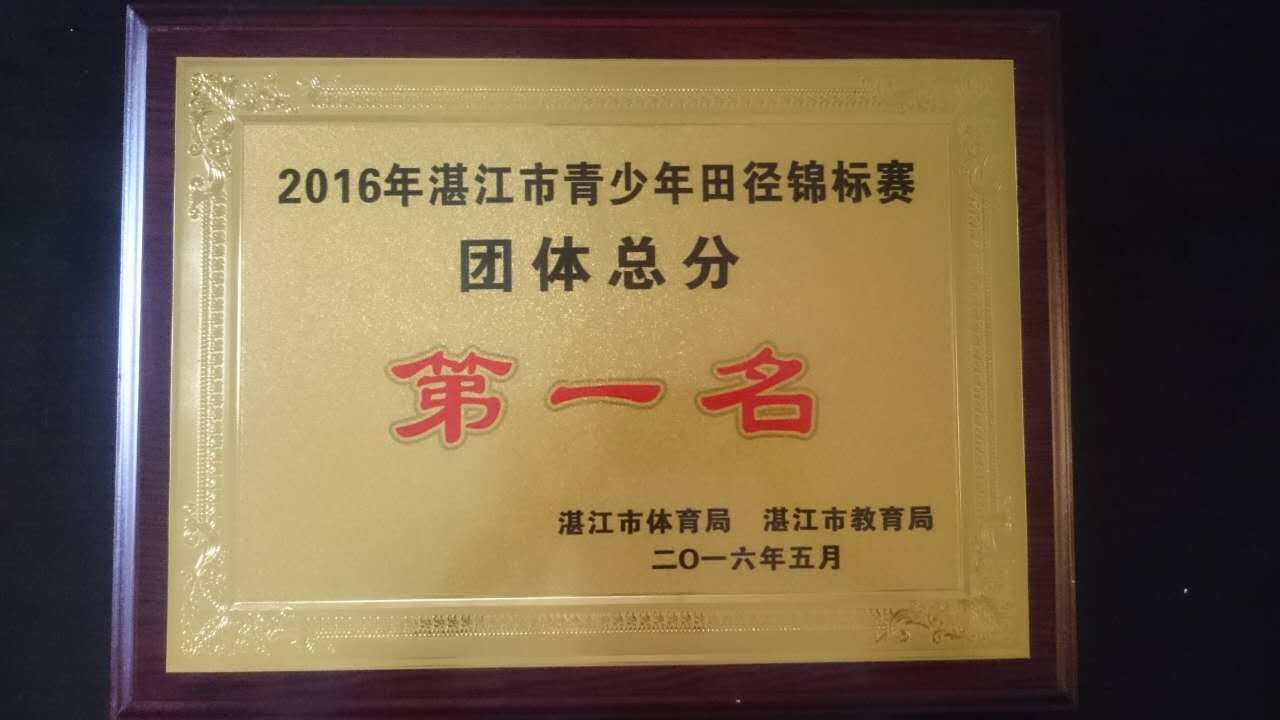 2016年湛江市青少年田径锦标赛
团体总分
第一名
湛江市体育局 湛江市教育局
二O一六年五月